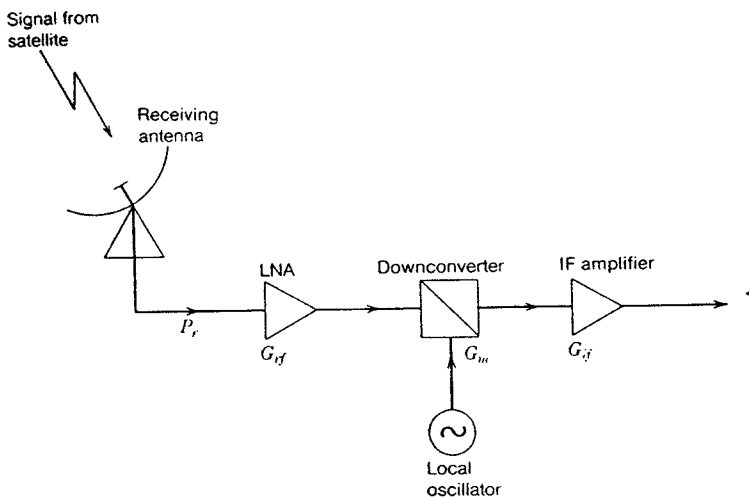 Signal from
satellite
Receiving
antenna
LNA
Downconverter
IF amplifier
P_r
G_rf
G_m
G_if
Local
oscillator